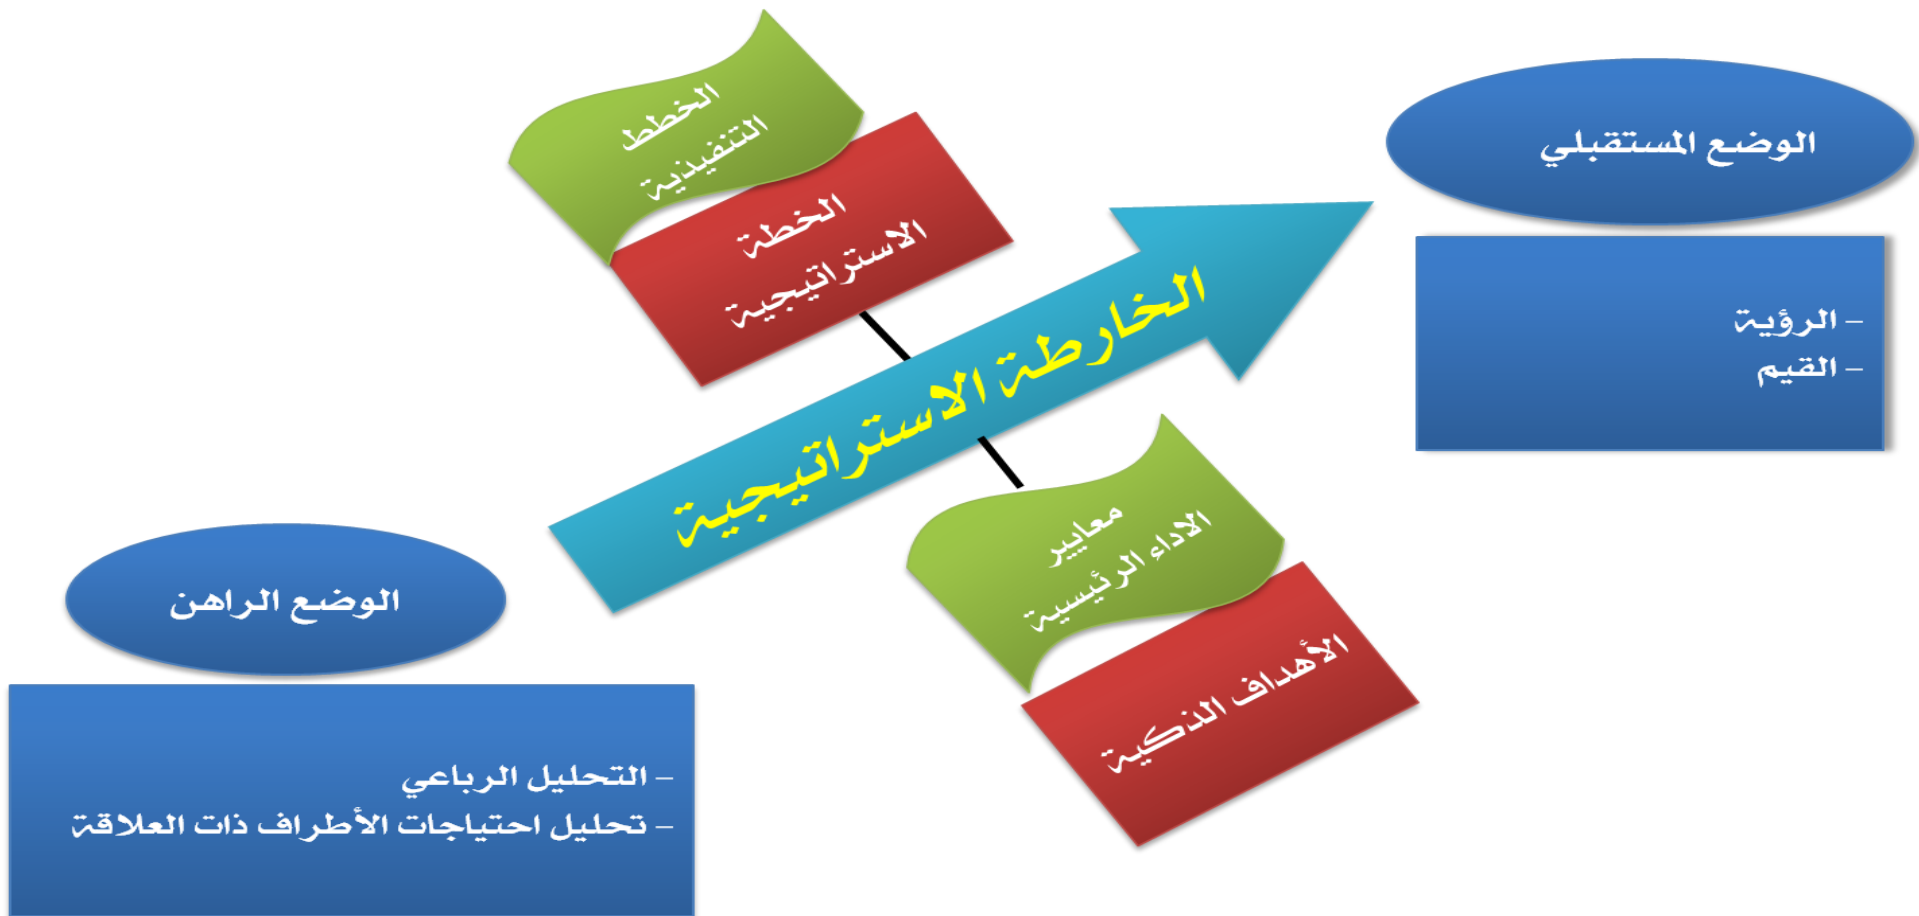 الخطط
التنفيذية
الخطة
الاستراتيجية
الوضع المستقبلي
– الرؤية
– القيم
الخارطة الاستراتيجية
معايير
الاداء الرئيسية
الأهداف الذكية
الوضع الراهن
– التحليل الرباعي
– تحليل احتياجات الأطراف ذات العلاقة